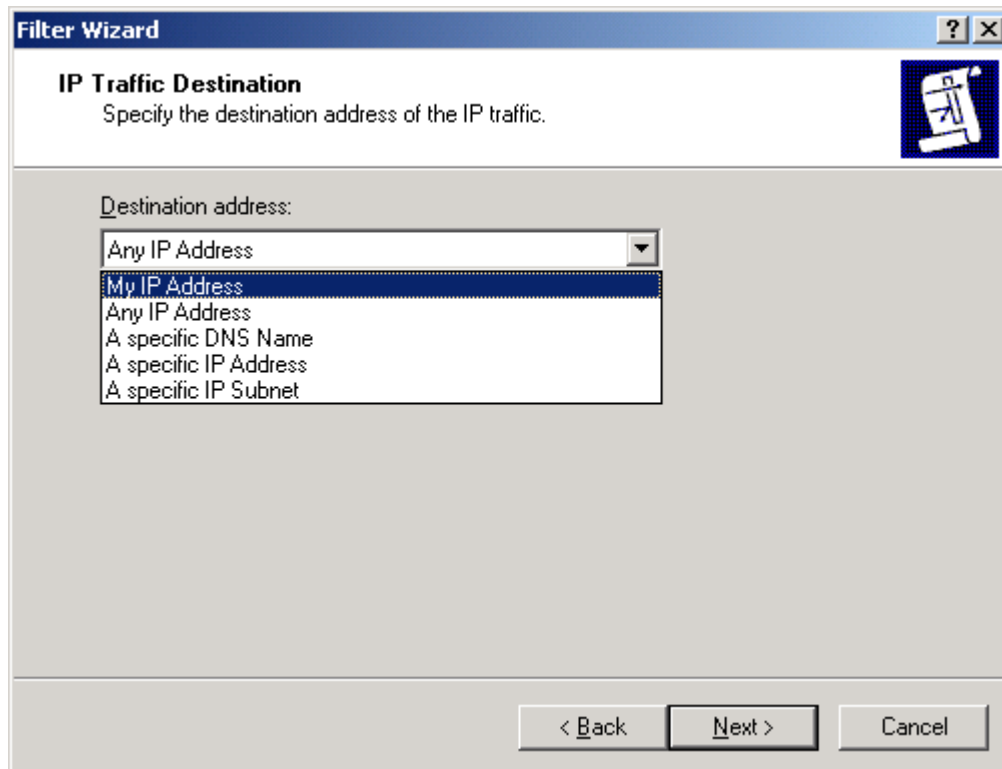 Filter Wizard
IP Traffic Destination
Specify the destination address of the IP traffic.
Destination address:
Any IP Address
My IP Address
Any IP Address
A specific DNS Name
A specific IP Address
A specific IP Subnet
< Back
Next >
Cancel